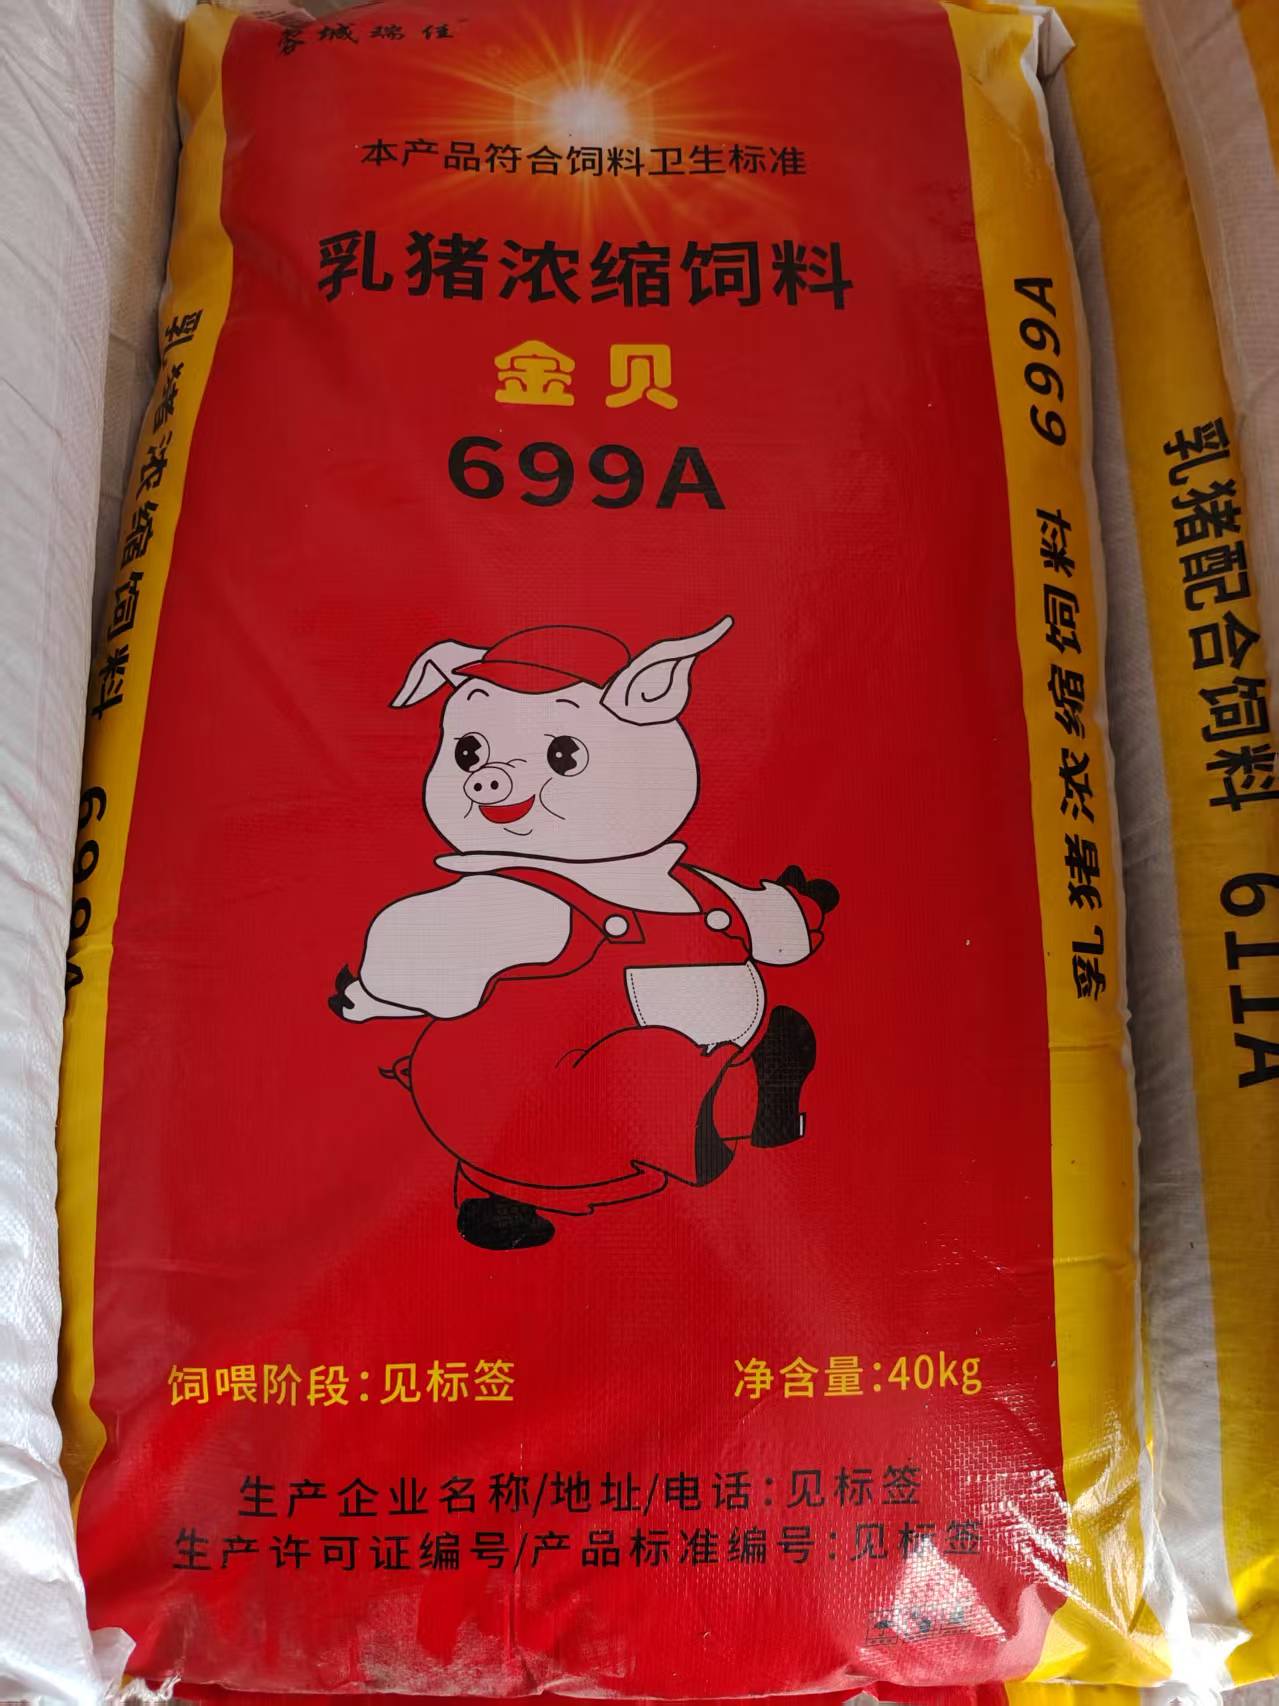 蓉城瑞佳
本产品符合饲料卫生标准
乳猪浓缩饲料
金贝
699A
乳猪浓缩饲料 699A
乳猪浓缩饲料 699A
乳猪配合饲料 611A
饲喂阶段:见标签
净含量:40kg
生产企业名称/地址/电话:见标签
生产许可证编号/产品标准编号:见标签